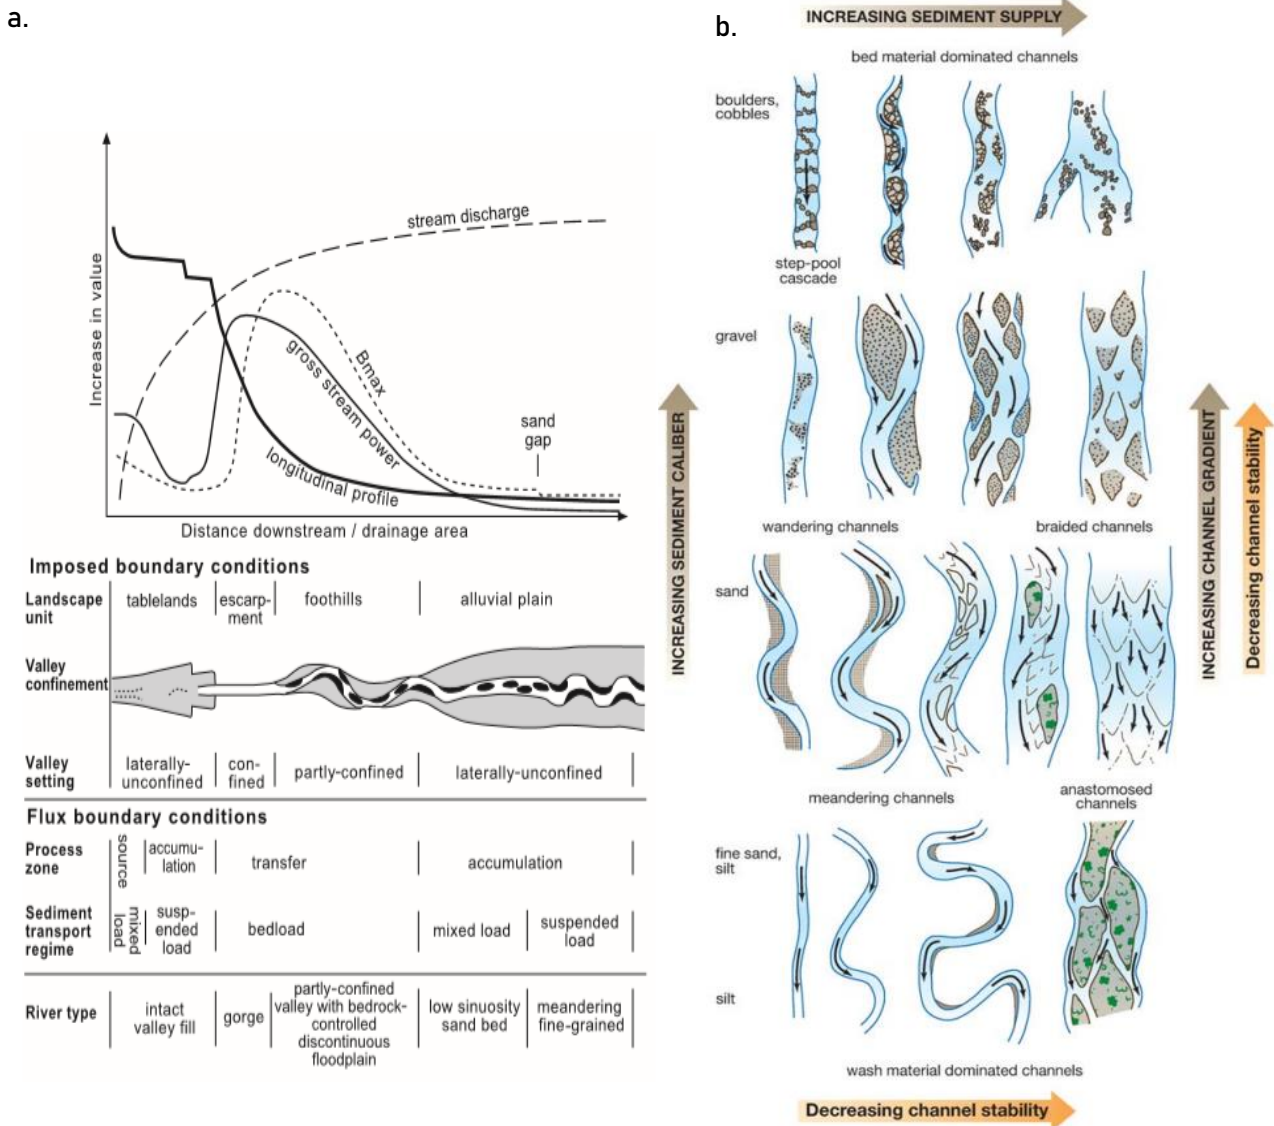 a.
Increase in value
stream discharge
Bmax
gross stream power
longitudinal profile
sand
gap
Distance downstream / drainage area
Imposed boundary conditions
Landscape
unit
tablelands
escarp-
ment
foothills
alluvial plain
Valley
confinement
Valley
setting
laterally-
unconfined
con-
fined
partly-confined
laterally-unconfined
Flux boundary conditions
Process
zone
source
accumu-
lation
transfer
accumulation
Sediment
transport
regime
mixed
load
susp-
ended
load
bedload
mixed load
suspended
load
River type
intact
valley fill
gorge
partly-confined
valley with bedrock-
controlled
discontinuous
floodplain
low sinuosity
sand bed
meandering
fine-grained
b.
INCREASING SEDIMENT SUPPLY
bed material dominated channels
boulders,
cobbles
step-pool
cascade
gravel
wandering channels
braided channels
INCREASING SEDIMENT CALIBER
INCREASING CHANNEL GRADIENT
Decreasing channel stability
sand
meandering channels
anastomosed
channels
fine sand,
silt
silt
wash material dominated channels
Decreasing channel stability